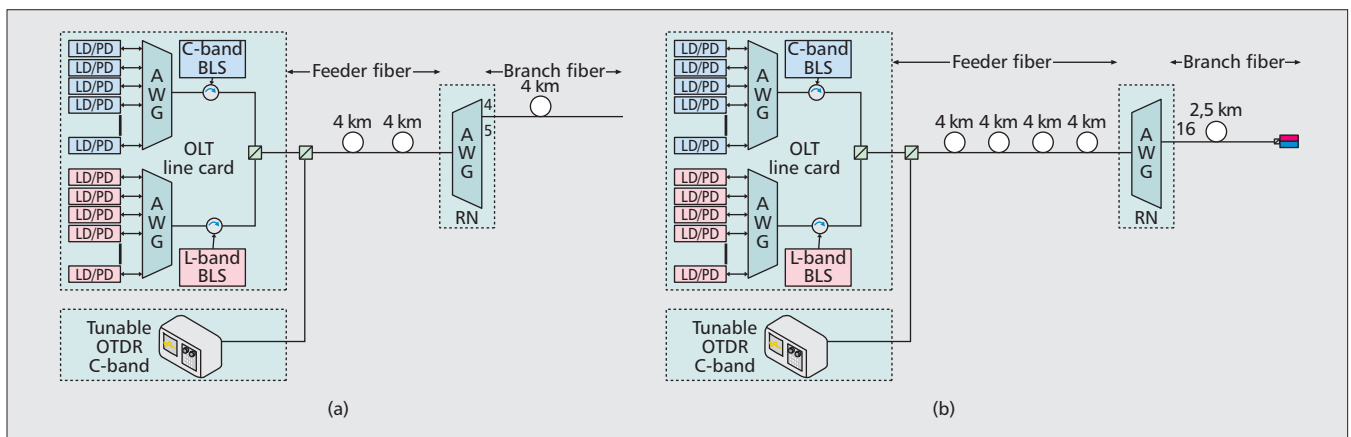 LD/PD
LD/PD
LD/PD
LD/PD
LD/PD
A
W
G
C-band
BLS
OLT
line card
LD/PD
LD/PD
LD/PD
LD/PD
LD/PD
A
W
G
L-band
BLS
Feeder fiber
4 km 4 km
Branch fiber
4 km
4
5
A
W
G
RN
Tunable
OTDR
C-band
(a)
LD/PD
LD/PD
LD/PD
LD/PD
LD/PD
A
W
G
C-band
BLS
OLT
line card
LD/PD
LD/PD
LD/PD
LD/PD
LD/PD
A
W
G
L-band
BLS
Feeder fiber
4 km 4 km 4 km 4 km
Branch fiber
2,5 km
16
A
W
G
RN
Tunable
OTDR
C-band
(b)